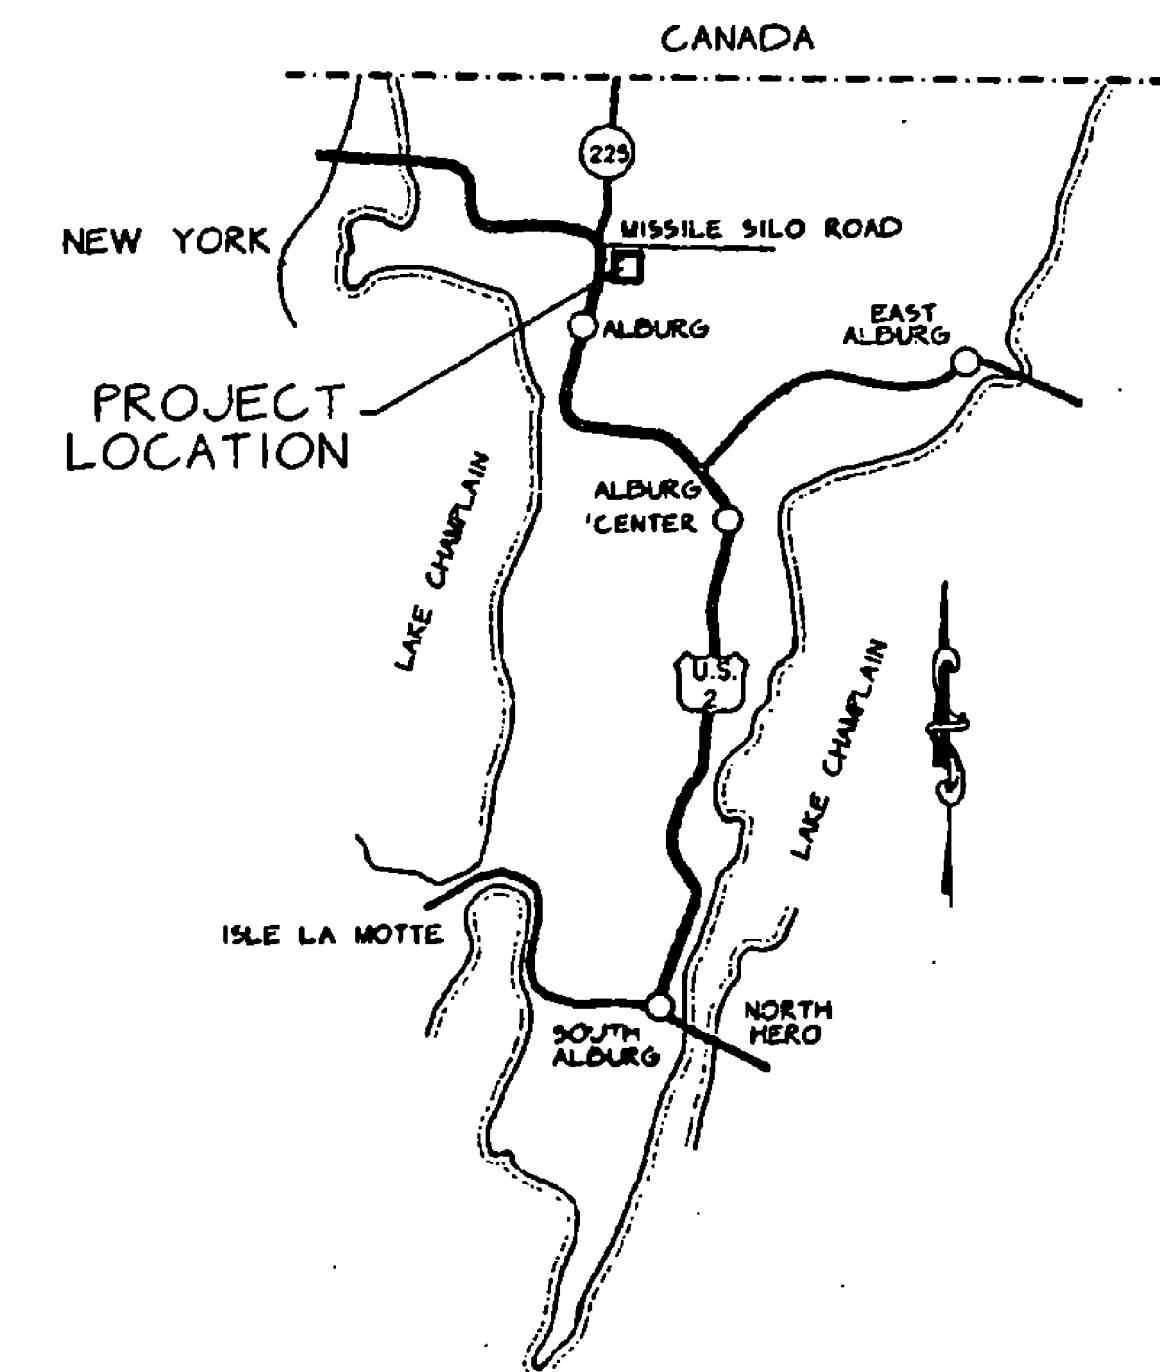 CANADA
225
MISSILE SILO ROAD
NEW YORK
ALBURG
EAST
ALBURG
PROJECT
LOCATION
ALBURG
'CENTER
LAKE CHAMPLAIN
U.S.
2
LAKE CHAMPLAIN
ISLE LA MOTTE
SOUTH
ALBURG
NORTH
HERO